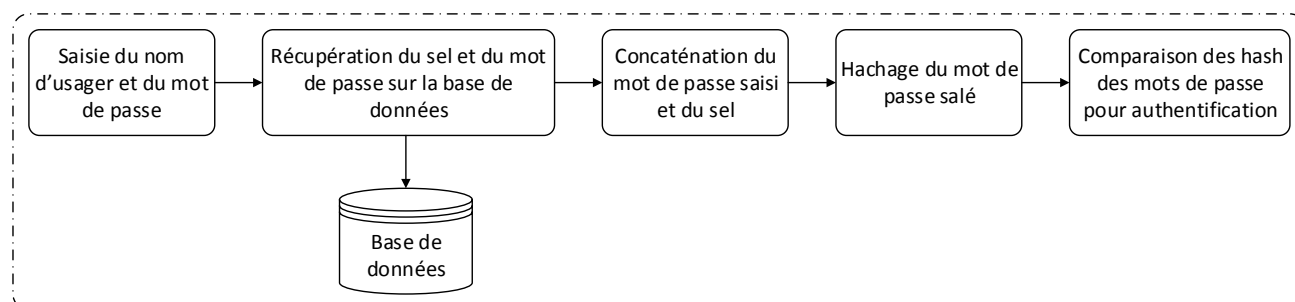 Saisie du nom
d’usager et du mot
de passe
Récupération du sel et du mot
de passe sur la base de
données
Concaténation du
mot de passe saisi
et du sel
Hachage du mot de
passe salé
Comparaison des hash
des mots de passe
pour authentification
Base de
données